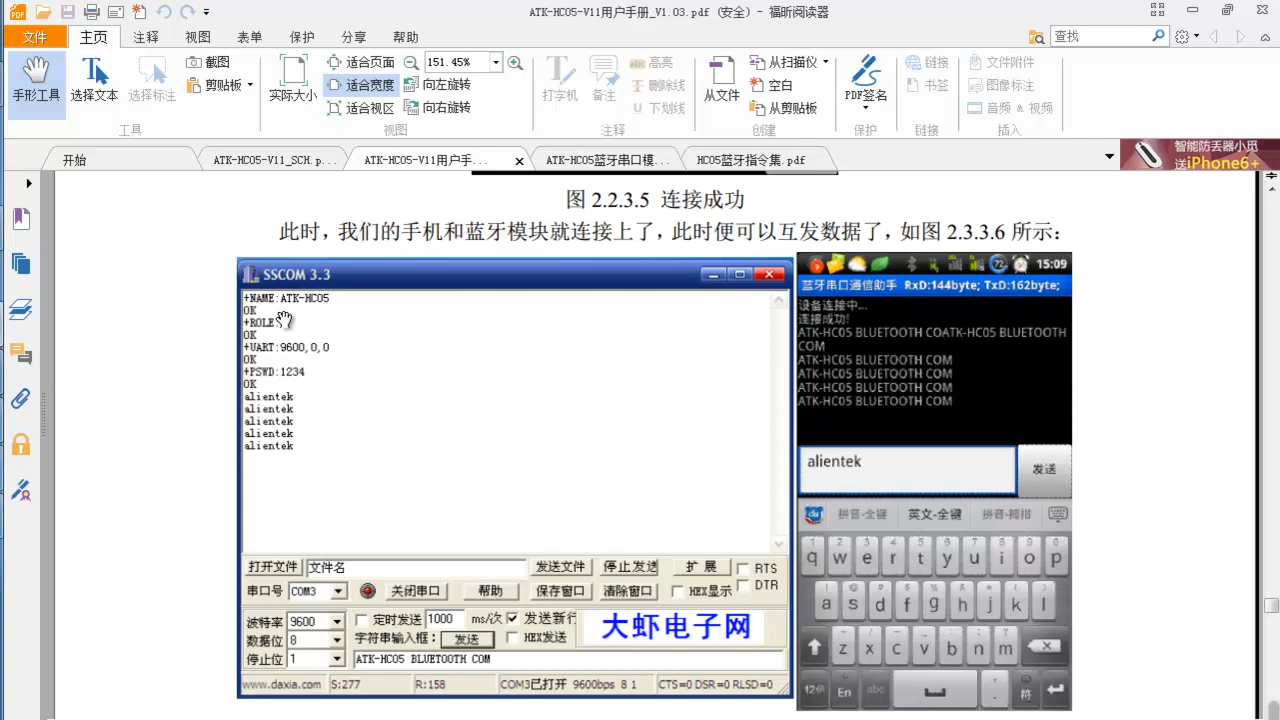 ATK-HC05-V11用户手册_V1.03.pdf (安全) - 福昕阅读器
文件 主页 注释 视图 表单 保护 分享 帮助 查找
手形工具 选择文本 截图 剪贴板 适合页面 151.45% 向左旋转 适合视区 向右旋转
打字机 备注 高亮 删除线 下划线
从文件 从扫描仪 空白 从剪贴板
PDF签名 链接 书签 文件附件 图像标注 音频 & 视频
工具 视图 注释 创建 保护 链接 插入
开始 ATK-HC05-V11_SCH.p... ATK-HC05-V11用户手... ATK-HC05蓝牙串口模... HC05蓝牙指令集.pdf
智能防丢器小觅
送iPhone6+
图 2.2.3.5 连接成功
此时，我们的手机和蓝牙模块就连接上了，此时便可以互发数据了，如图 2.3.3.6 所示：
SSCOM 3.3
+NAME:ATK-HC05
OK
+ROLE:
OK
+UART:9600,0,0
OK
+PSWD:1234
OK
alientek
alientek
alientek
alientek
alientek
打开文件 文件名 发送文件 停止发送 扩 展 RTS
串口号 COM3 关闭串口 帮助 保存窗口 清除窗口 HEX显示 DTR
波特率 9600 定时发送 1000 ms/次 发送新行
数据位 8 字符串输入框: 发送 HEX发送
停止位 1 ATK-HC05 BLUETOOTH COM
大虾电子网
www.daxia.com R:158 COM3已打开 9600bps 8 1 CTS=0 DSR=0 RLSD=0
72 15:09
蓝牙串口通信助手 RxD:144byte; TxD:162byte;
设备连接中...
连接成功!
ATK-HC05 BLUETOOTH COATK-HC05 BLUETOOTH
COM
ATK-HC05 BLUETOOTH COM
ATK-HC05 BLUETOOTH COM
ATK-HC05 BLUETOOTH COM
ATK-HC05 BLUETOOTH COM
alientek 发送
拼音-全键 英文-全键 拼音-拇指
1 2 3 4 5 6 7 8 9 0
q w e r t y u i o p
a s d f g h j k l
z x c v b n m
12@ En abc 符